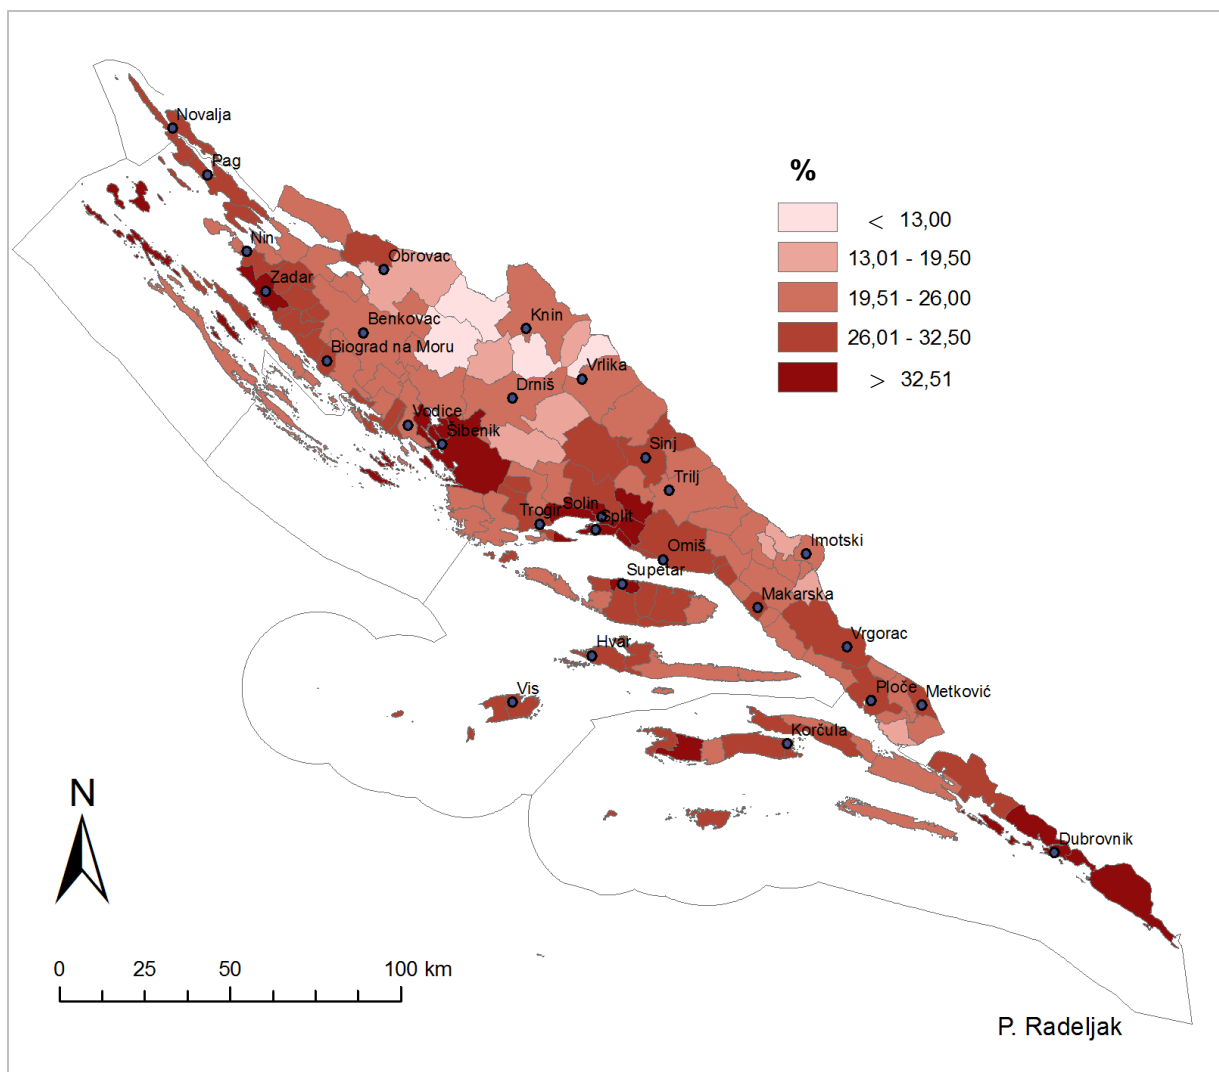 Novalja
Pag
%
< 13,00
13,01 - 19,50
19,51 - 26,00
26,01 - 32,50
> 32,51
Nin
Obrovac
Zadar
Benkovac
Knin
Biograd na Moru
Vrlika
Drniš
Vodice
Šibenik
Sinj
Trilj
Trogir
Solin
Split
Omiš
Imotski
Supetar
Makarska
Hvar
Vrgorac
Vis
Ploče
Metković
Korčula
N
Dubrovnik
0 25 50 100 km
P. Radeljak